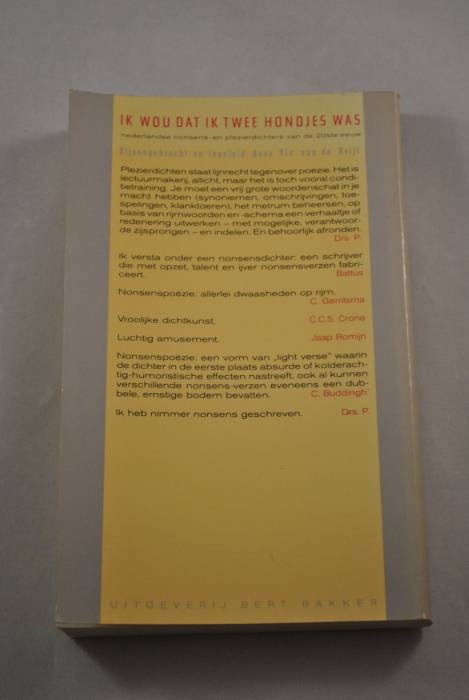 IK WOU DAT IK TWEE HONDJES WAS
nederlandse nonsens- en plezierdichters van de 20ste eeuw
Bijeengebracht en ingeleid door Vic van de Reijt
Plezierdichten staat lijnrecht tegenover poëzie. Het is
lectuurmakerij, allicht, maar het is toch vooral condi-
tietraining. Je moet een vrij grote woordenschat in je
macht hebben (synoniemen, omschrijvingen, toe-
spelingen, klanktoeren), het metrum beheersen, op
basis van rijmwoorden en -schema een verhaaltje of
redenering uitwerken – met mogelijke, verantwoor-
de zijsprongen – en indelen. En behoorlijk afronden.
Drs. P.
Ik versta onder een nonsensdichter: een schrijver
die met opzet, talent en ijver nonsensverzen fabri-
ceert. Battus
Nonsenspoëzie: allerlei dwaasheden op rijm.
C. Gerritsma
Vroolijke dichtkunst. C.C.S. Crone
Luchtig amusement. Jaap Romijn
Nonsenspoëzie: een vorm van „light verse” waarin
de dichter in de eerste plaats absurde of kolderach-
tig-humoristische effecten nastreeft, ook al kunnen
verschillende nonsens-verzen eveneens een dub-
bele, ernstige bodem bevatten. C. Buddingh'
Ik heb nimmer nonsens geschreven. Drs. P.
UITGEVERIJ BERT BAKKER